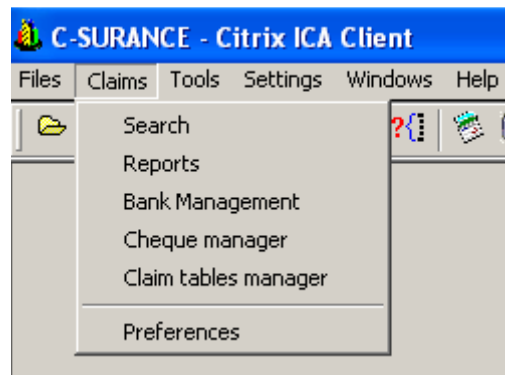 C-SURANCE - Citrix ICA Client
Files Claims Tools Settings Windows Help
?{
Search
Reports
Bank Management
Cheque manager
Claim tables manager
Preferences